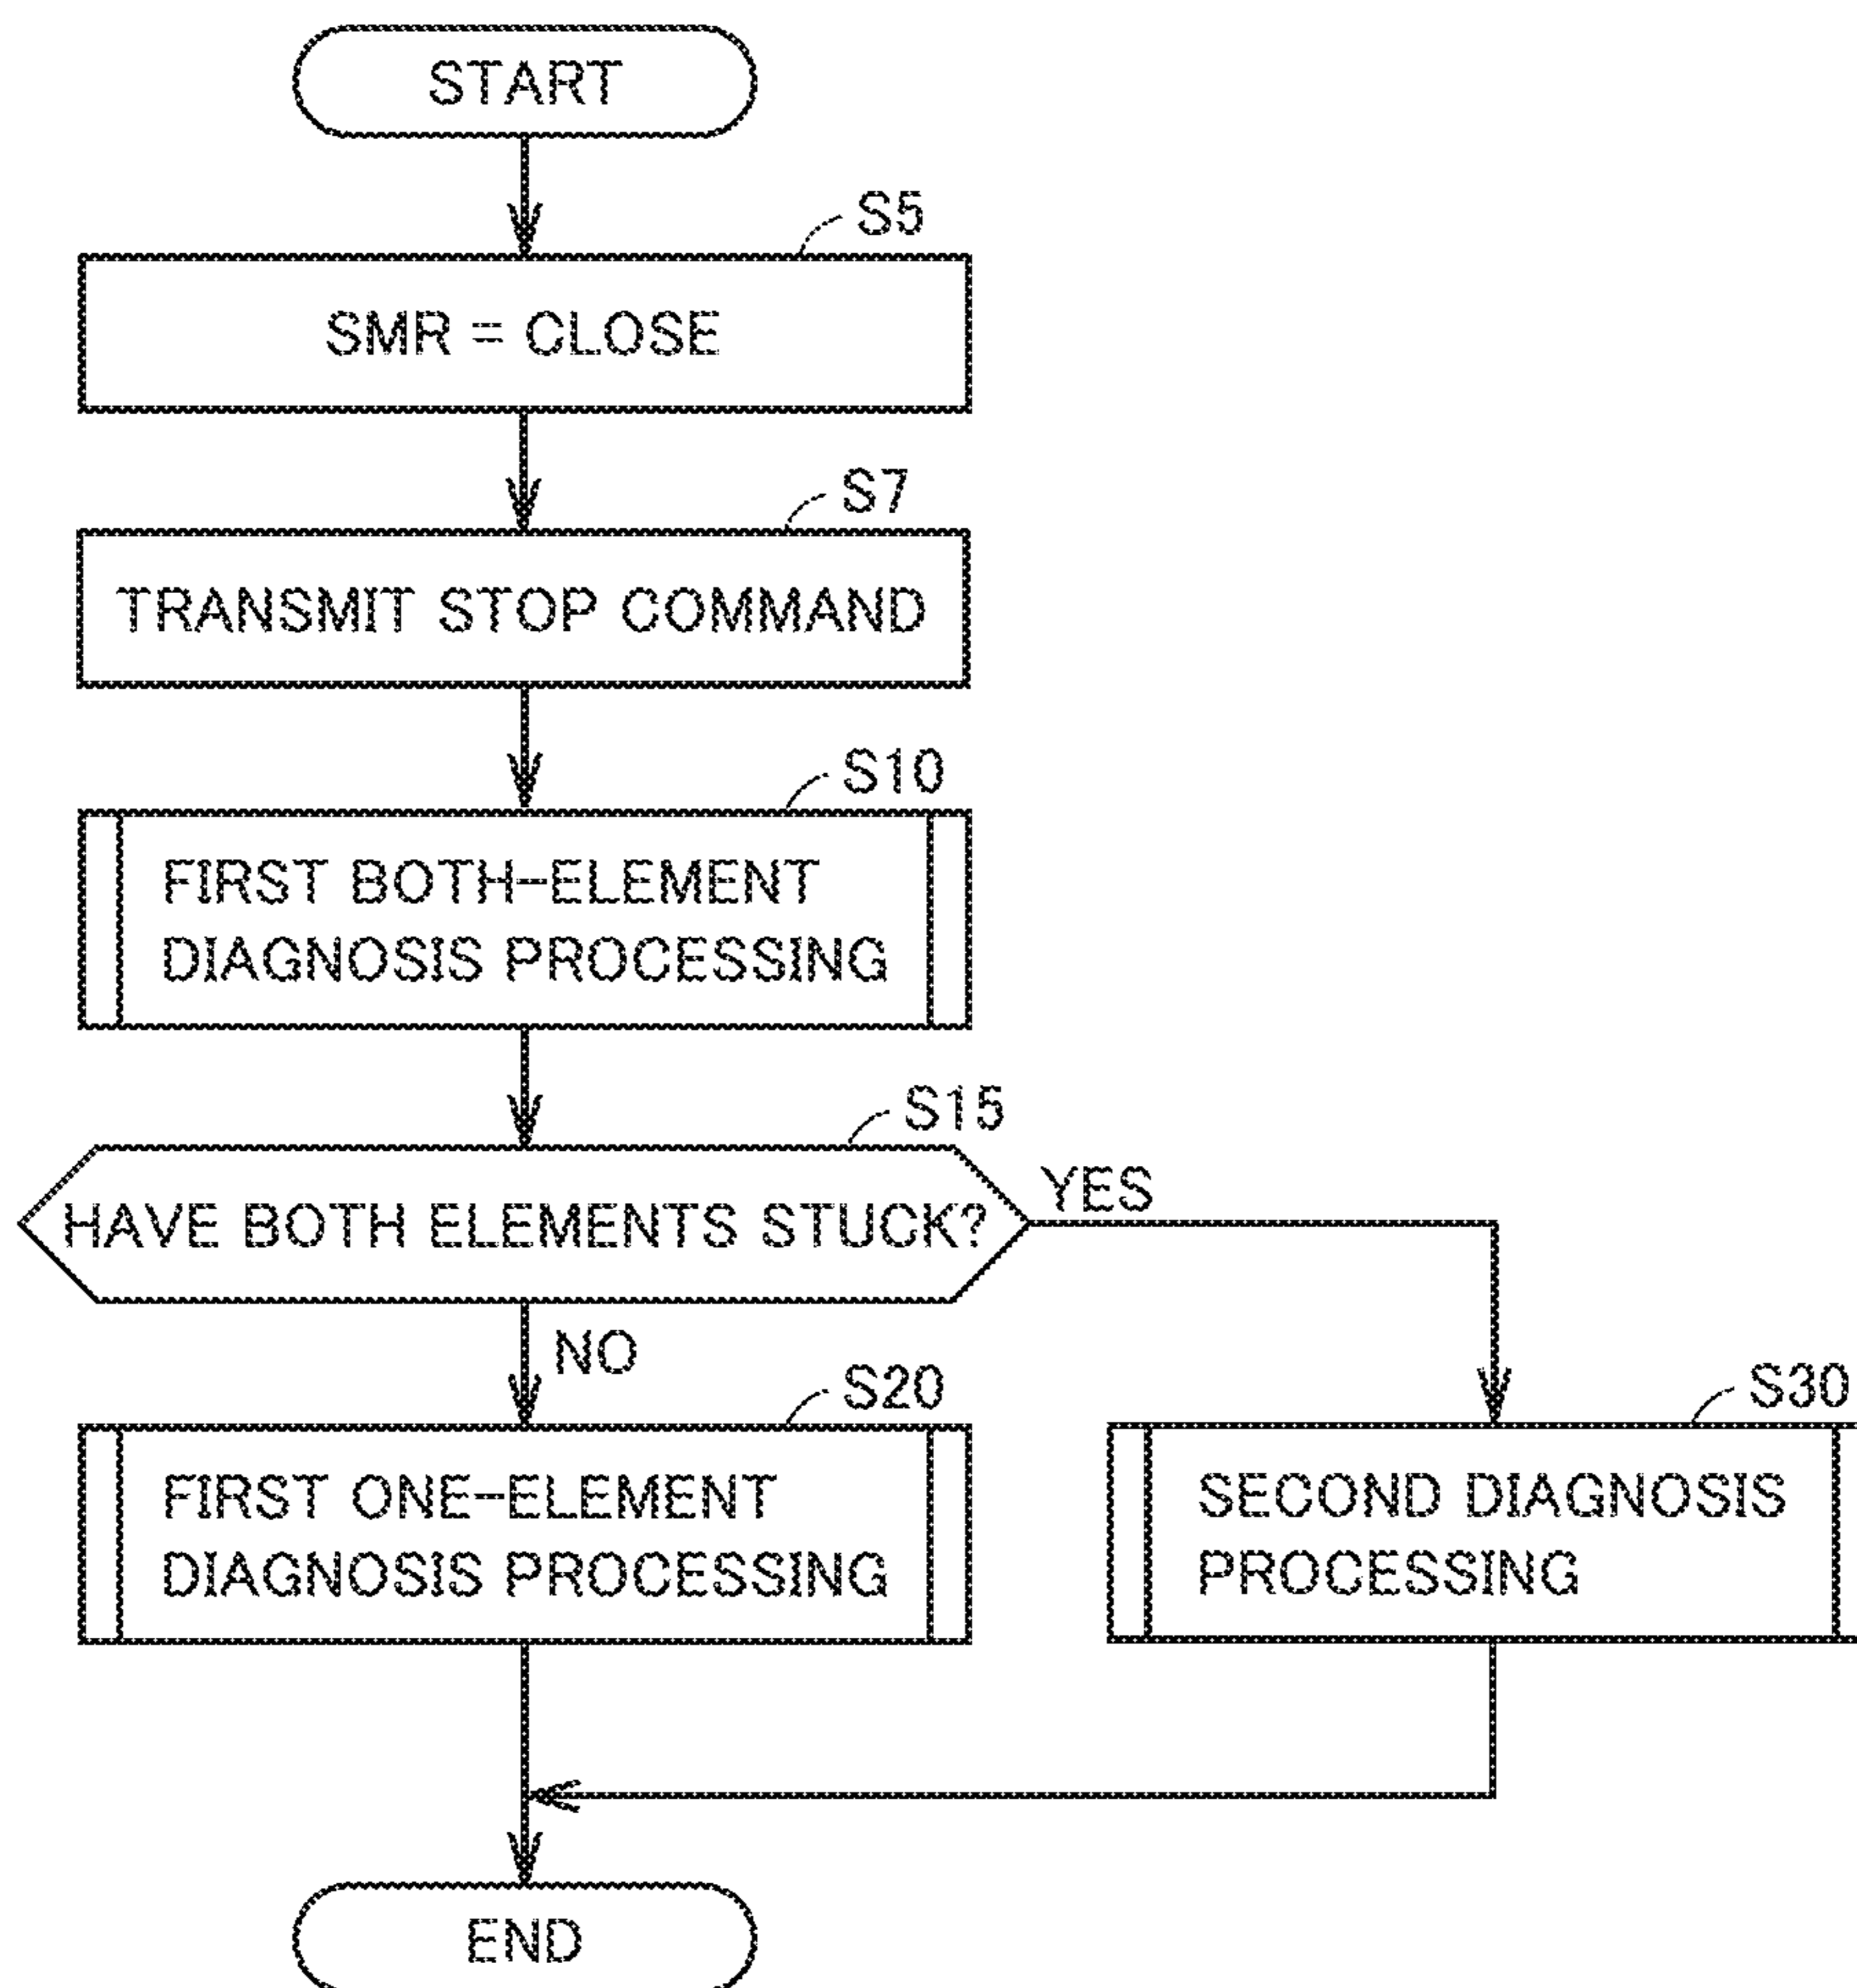 START
S5
SMR = CLOSE
S7
TRANSMIT STOP COMMAND
S10
FIRST BOTH-ELEMENT
DIAGNOSIS PROCESSING
S15
HAVE BOTH ELEMENTS STUCK?
YES
NO
S20
FIRST ONE-ELEMENT
DIAGNOSIS PROCESSING
S30
SECOND DIAGNOSIS
PROCESSING
END